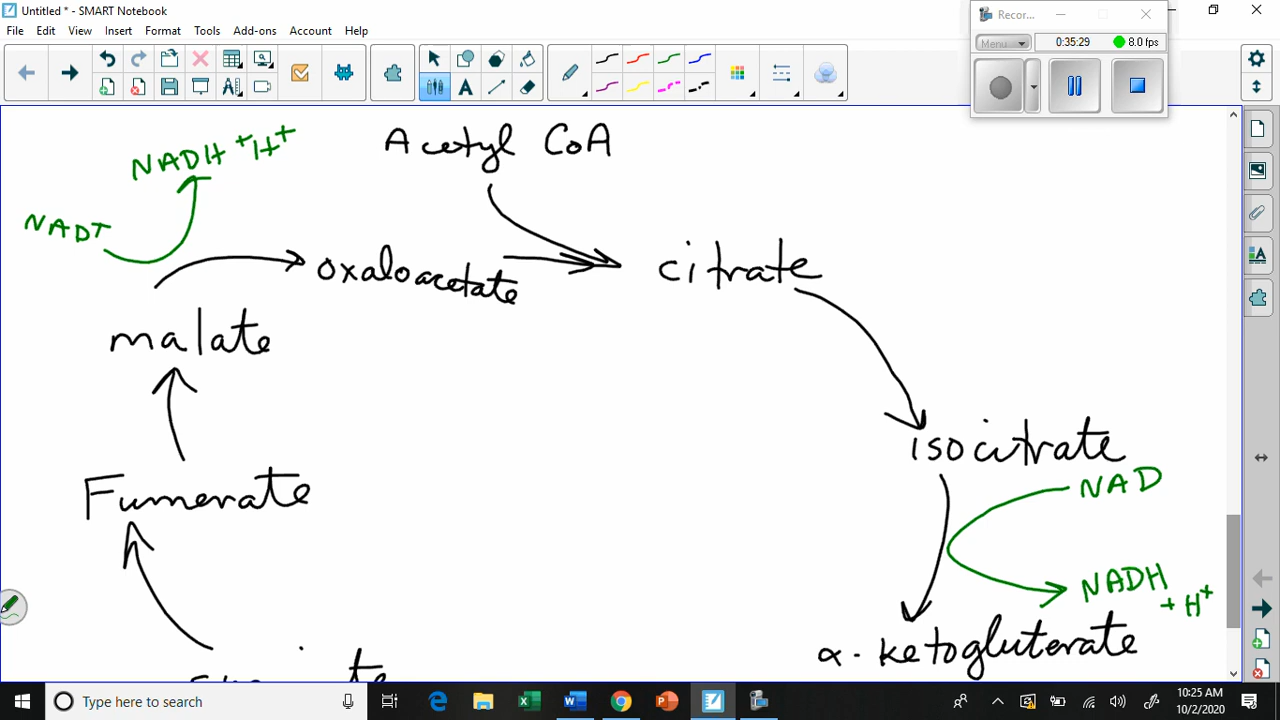 Untitled * - SMART Notebook
File Edit View Insert Format Tools Add-ons Account Help
Recor...
Menu
0:35:29
8.0 fps
Acetyl CoA
NADH + H+
NAD+
oxaloacetate
citrate
malate
isocitrate
NAD
Fumerate
NADH
+ H+
α-ketogluterate
Type here to search
10:25 AM
10/2/2020